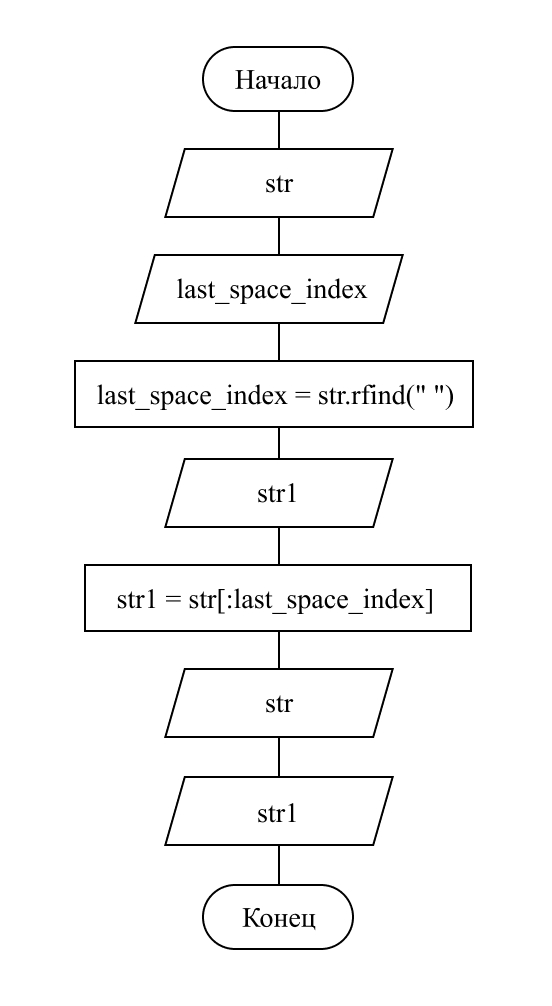 Начало
str
last_space_index
last_space_index = str.rfind(" ")
str1
str1 = str[:last_space_index]
str
str1
Конец